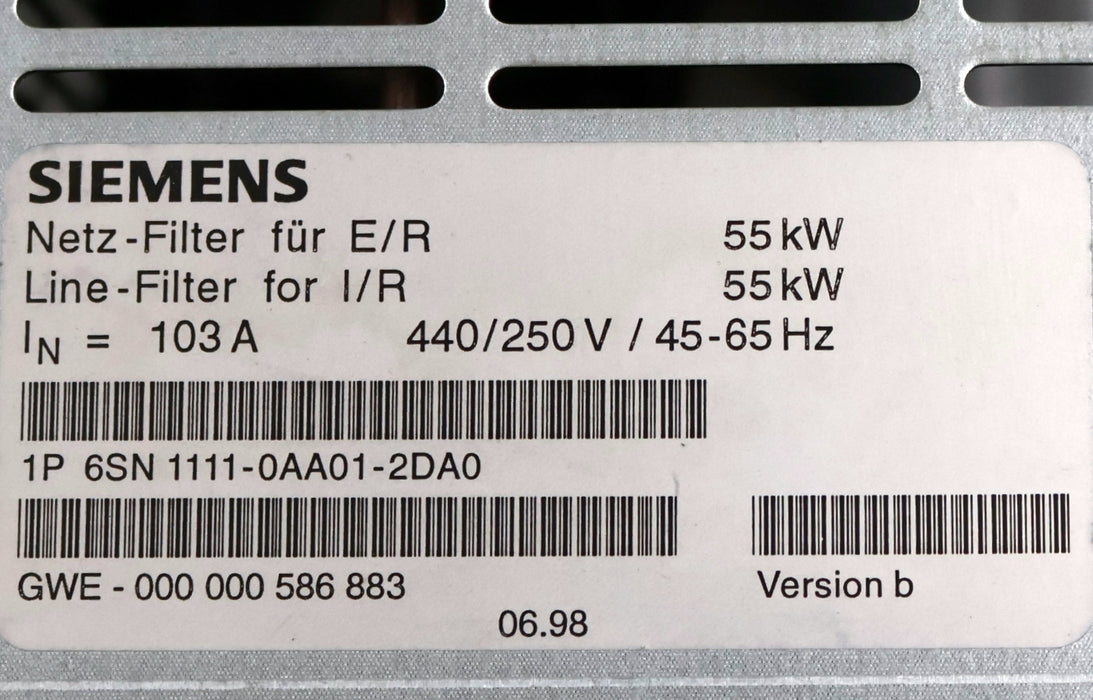 SIEMENS
Netz-Filter für E/R 55 kW
Line-Filter for I/R 55 kW
IN = 103 A 440/250 V / 45-65 Hz
1P 6SN 1111-0AA01-2DA0
GWE - 000 000 586 883 Version b
06.98